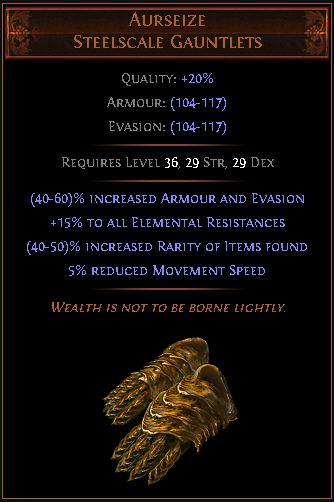 Aurseize
Steelscale Gauntlets
Quality: +20%
Armour: (104-117)
Evasion: (104-117)
Requires Level 36, 29 Str, 29 Dex
(40-60)% increased Armour and Evasion
+15% to all Elemental Resistances
(40-50)% increased Rarity of Items found
5% reduced Movement Speed
Wealth is not to be borne lightly.